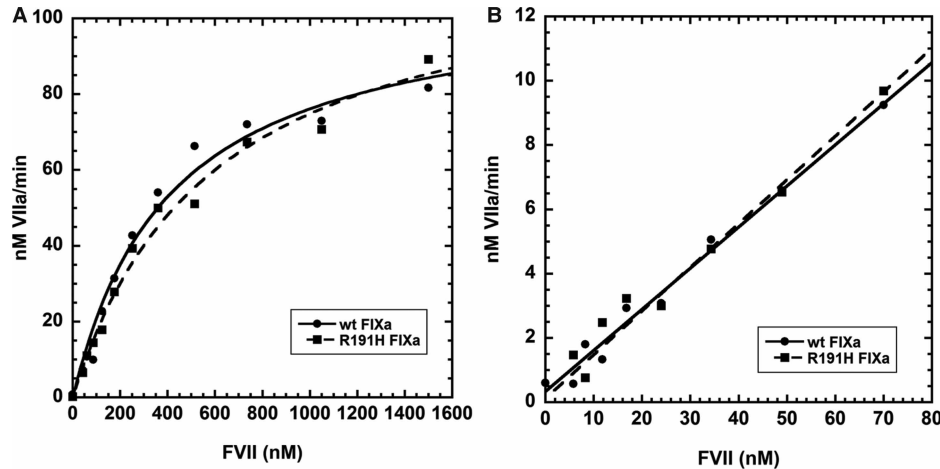 A
nM VIIa/min
100
80
60
40
20
0
wt FIXa
R191H FIXa
0 200 400 600 800 1000 1200 1400 1600
FVII (nM)
B
nM VIIa/min
12
10
8
6
4
2
0
wt FIXa
R191H FIXa
0 10 20 30 40 50 60 70 80
FVII (nM)